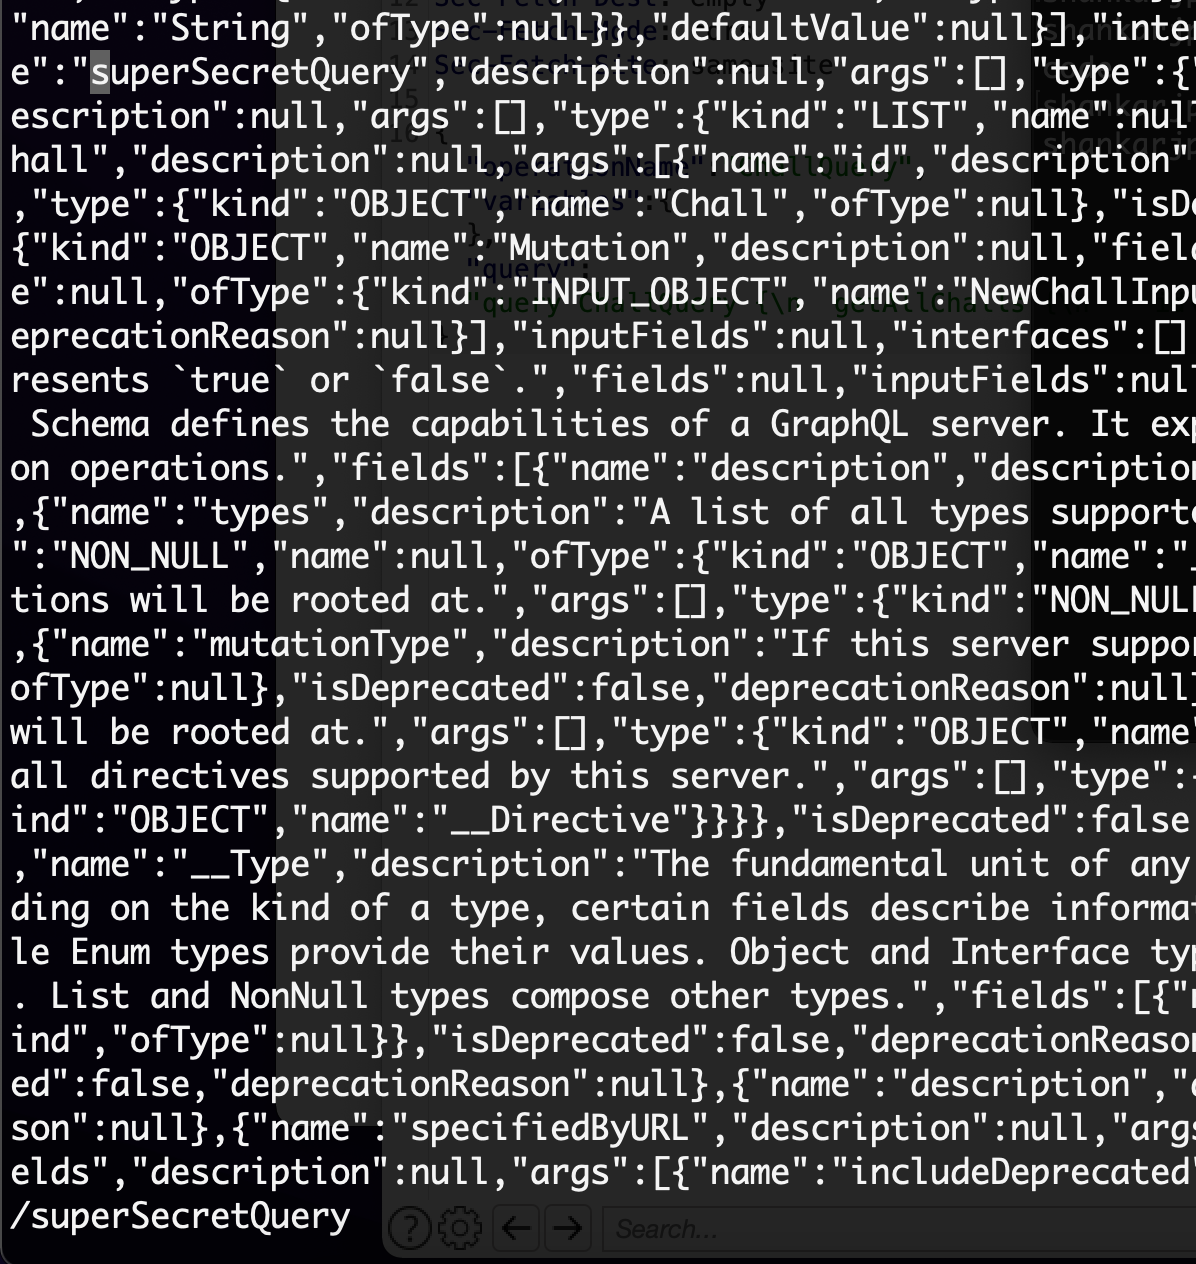 "name":"String","ofType":null}},"defaultValue":null}],"inter
e":"superSecretQuery","description":null,"args":[],"type":{"
escription":null,"args":[],"type":{"kind":"LIST","name":null
hall","description":null,"args":[{"name":"id","description"
,"type":{"kind":"OBJECT","name":"Chall","ofType":null},"isDe
{"kind":"OBJECT","name":"Mutation","description":null,"field
e":null,"ofType":{"kind":"INPUT_OBJECT","name":"NewChallInpu
eprecationReason":null}],"inputFields":null,"interfaces":[]
resents `true` or `false`.","fields":null,"inputFields":null
Schema defines the capabilities of a GraphQL server. It exp
on operations.","fields":[{"name":"description","description
,{"name":"types","description":"A list of all types supporte
":"NON_NULL","name":null,"ofType":{"kind":"OBJECT","name":"_
tions will be rooted at.","args":[],"type":{"kind":"NON_NULL
,{"name":"mutationType","description":"If this server suppor
ofType":null},"isDeprecated":false,"deprecationReason":null}
will be rooted at.","args":[],"type":{"kind":"OBJECT","name
all directives supported by this server.","args":[],"type":{
ind":"OBJECT","name":"__Directive"}}}},"isDeprecated":false
,"name":"__Type","description":"The fundamental unit of any
ding on the kind of a type, certain fields describe informat
le Enum types provide their values. Object and Interface typ
. List and NonNull types compose other types.","fields":[{"n
ind","ofType":null}},"isDeprecated":false,"deprecationReason
ed":false,"deprecationReason":null},{"name":"description","d
son":null},{"name":"specifiedByURL","description":null,"args
elds","description":null,"args":[{"name":"includeDeprecated"
/superSecretQuery
Search...